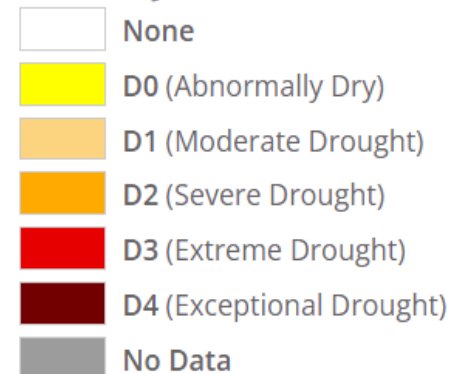 None
D0 (Abnormally Dry)
D1 (Moderate Drought)
D2 (Severe Drought)
D3 (Extreme Drought)
D4 (Exceptional Drought)
No Data